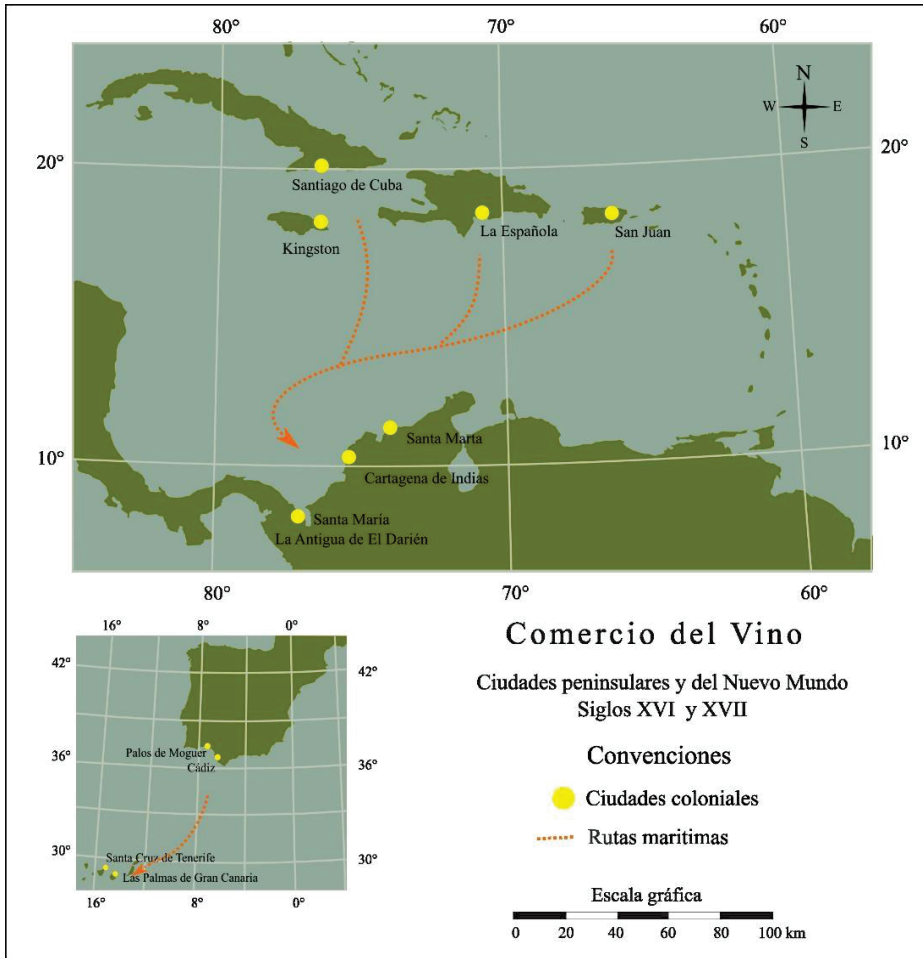 80° 70° 60°
N
W E
S
20° 20°
Santiago de Cuba
La Española San Juan
Kingston
Santa Marta
10° 10°
Cartagena de Indias
Santa María
La Antigua de El Darién
80° 70° 60°
16° 8° 0°
42° 42°
Palos de Moguer
Cádiz
36° 36°
30° 30°
Santa Cruz de Tenerife
Las Palmas de Gran Canaria
16° 8° 0°
Comercio del Vino
Ciudades peninsulares y del Nuevo Mundo
Siglos XVI y XVII
Convenciones
Ciudades coloniales
Rutas maritimas
Escala gráfica
0 20 40 60 80 100 km